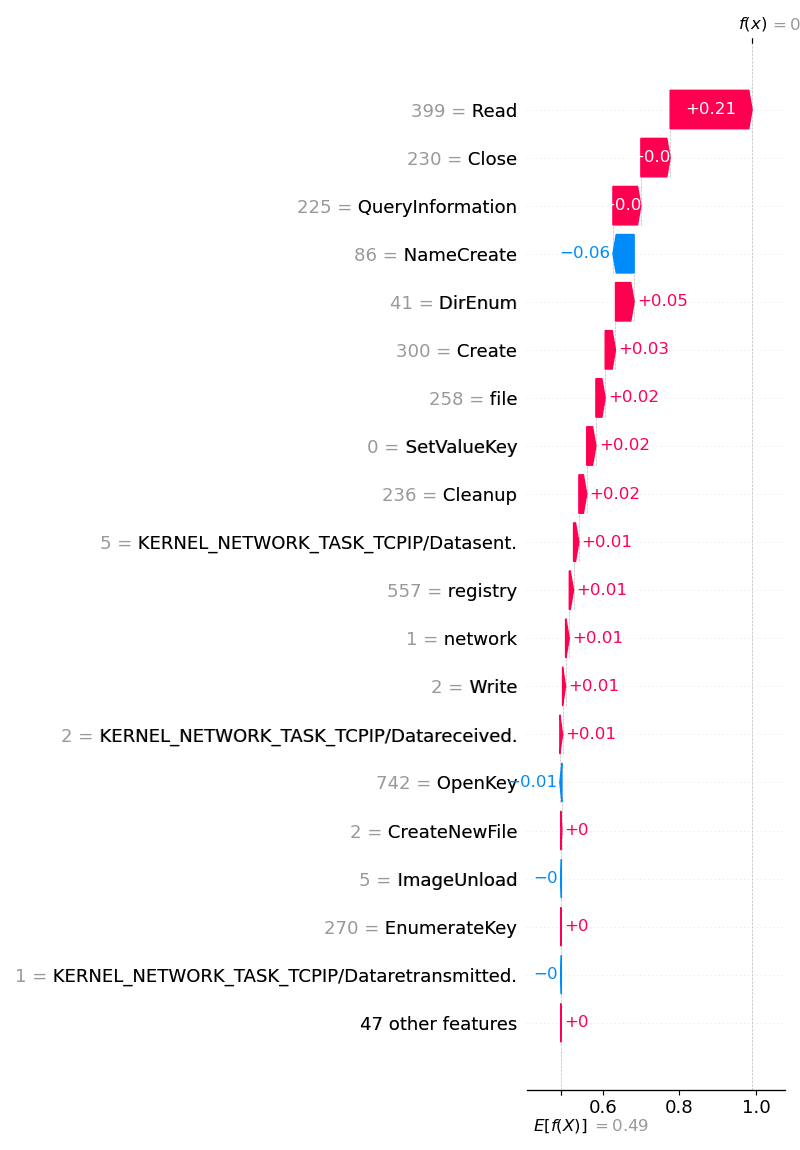 f(x) = 0
399 = Read +0.21
230 = Close
225 = QueryInformation
86 = NameCreate −0.06
41 = DirEnum +0.05
300 = Create +0.03
258 = file +0.02
0 = SetValueKey +0.02
236 = Cleanup +0.02
5 = KERNEL_NETWORK_TASK_TCPIP/Datasent. +0.01
557 = registry +0.01
1 = network +0.01
2 = Write +0.01
2 = KERNEL_NETWORK_TASK_TCPIP/Datareceived. +0.01
742 = OpenKey −0.01
2 = CreateNewFile +0
5 = ImageUnload −0
270 = EnumerateKey +0
1 = KERNEL_NETWORK_TASK_TCPIP/Dataretransmitted. −0
47 other features +0
0.6 0.8 1.0
E[f(X)] = 0.49